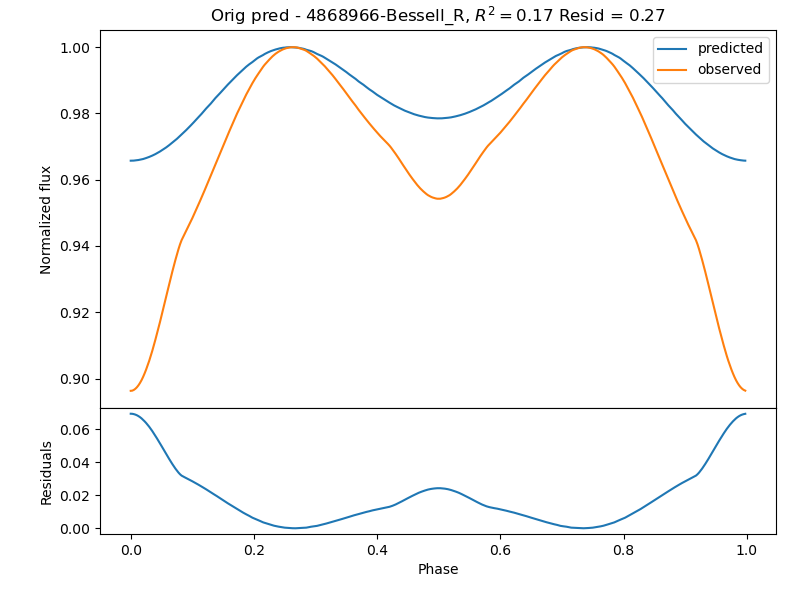 Orig pred - 4868966-Bessell_R, $R^2 = 0.17$ Resid = 0.27
predicted
observed
Normalized flux
1.00
0.98
0.96
0.94
0.92
0.90
Residuals
0.06
0.04
0.02
0.00
0.0 0.2 0.4 0.6 0.8 1.0
Phase